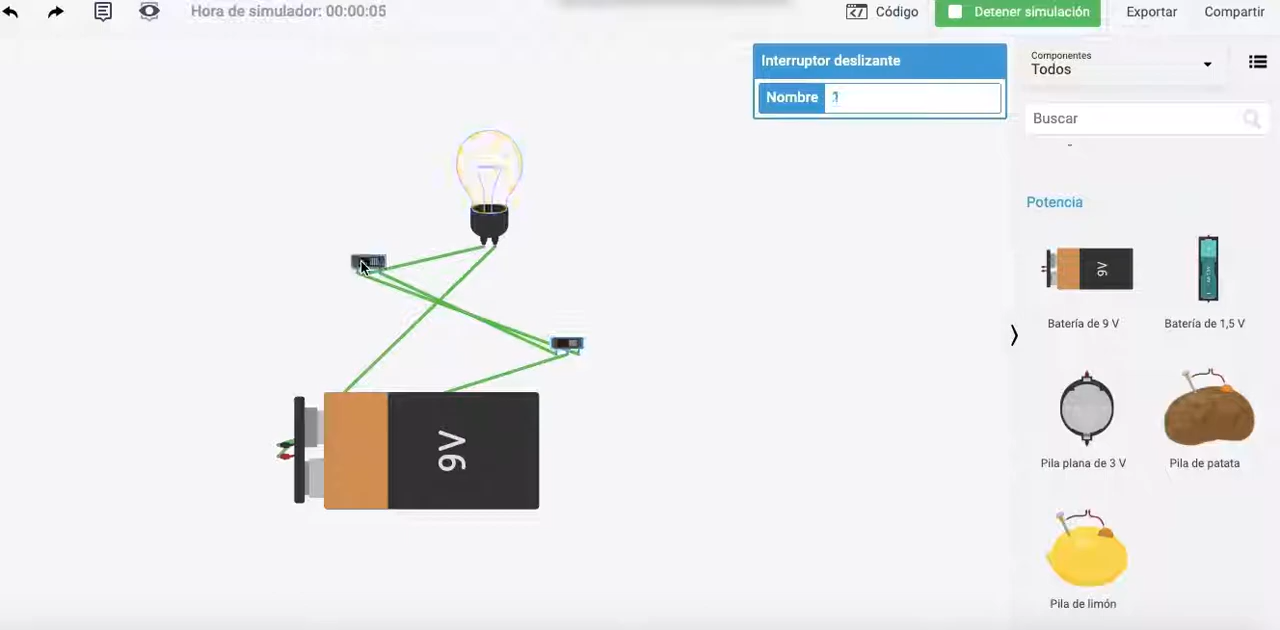 Hora de simulador: 00:00:05
Código
Detener simulación
Exportar
Compartir
Interruptor deslizante
Nombre
Componentes
Todos
Buscar
Potencia
9V
Batería de 9 V
Batería de 1,5 V
Pila plana de 3 V
Pila de patata
Pila de limón
9V